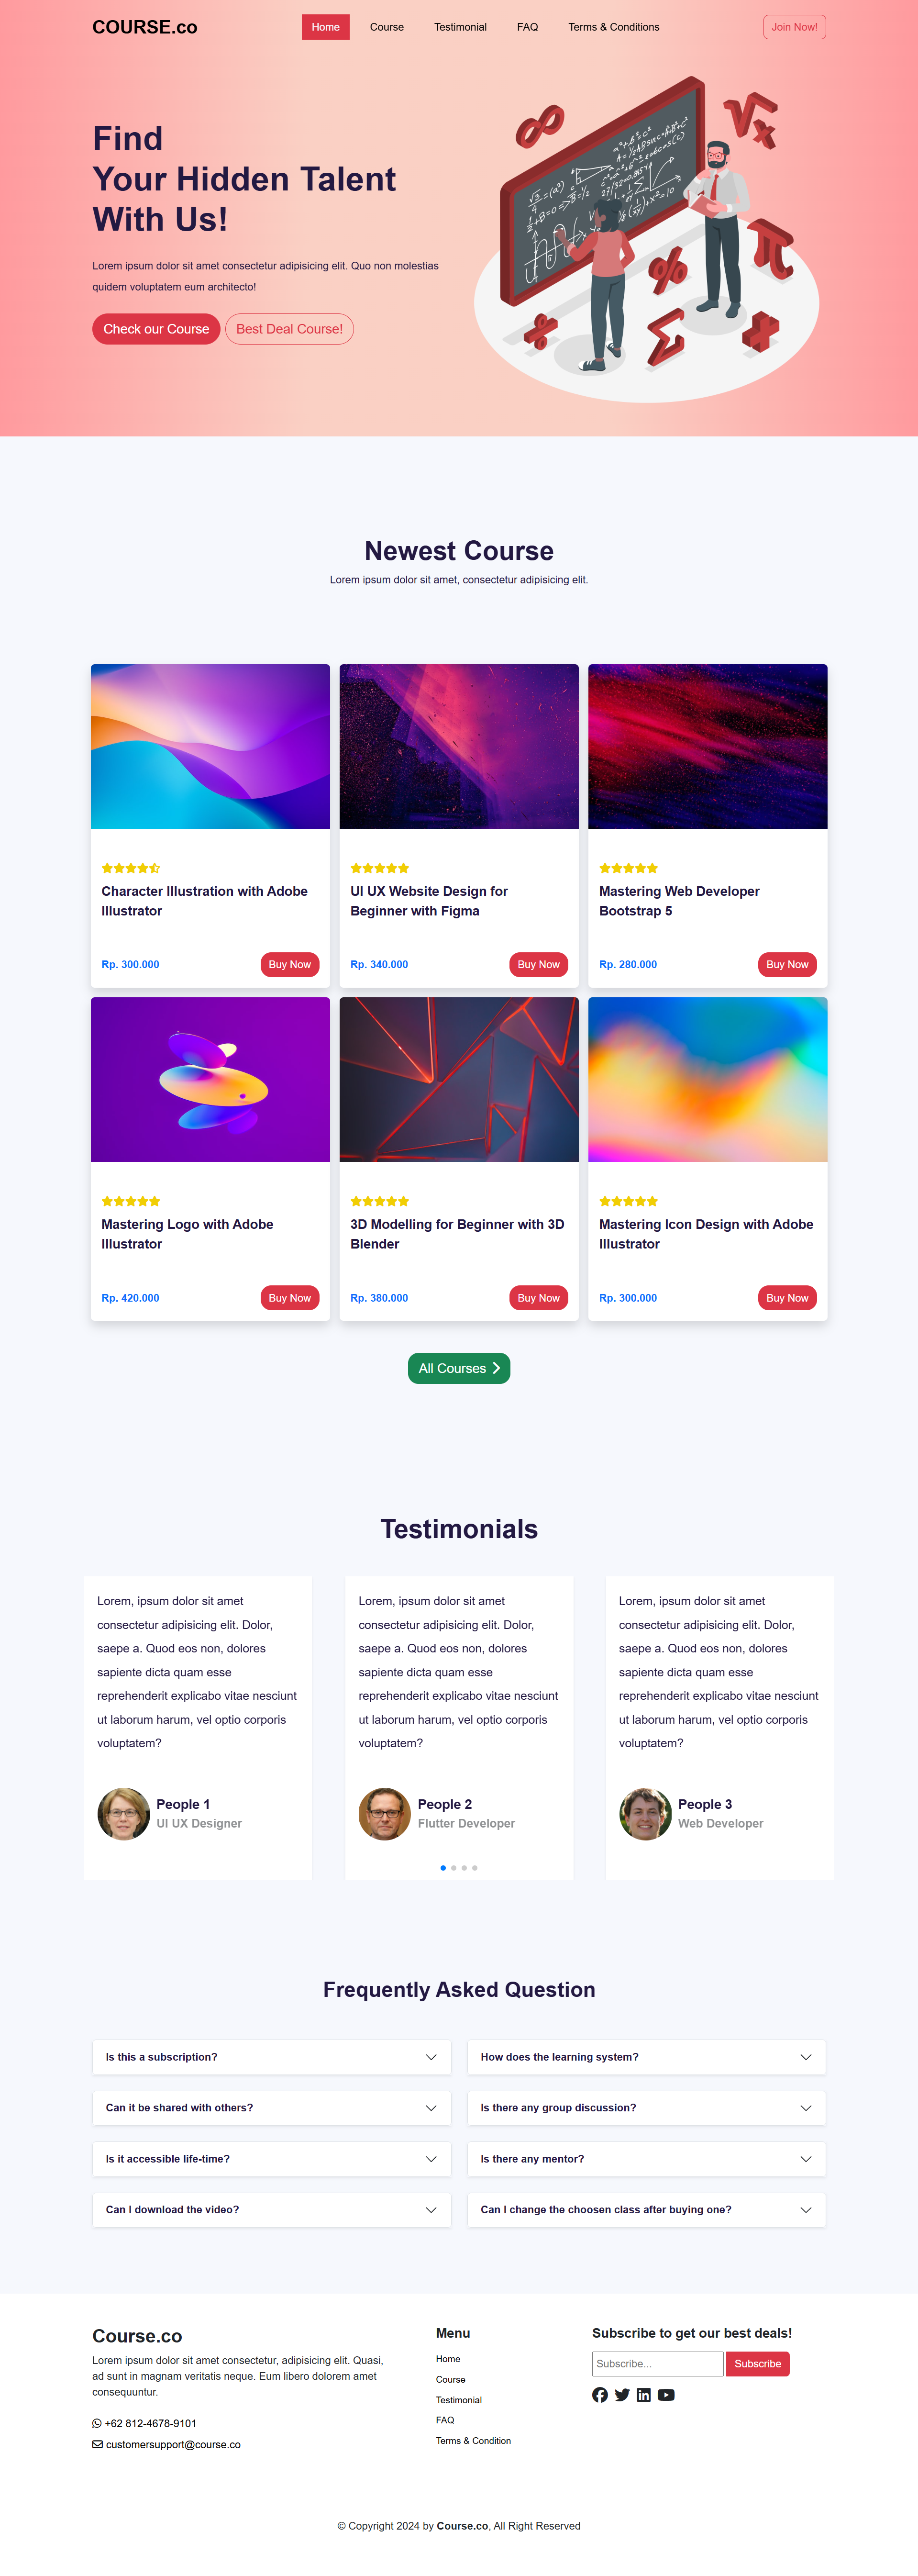 COURSE.co
Home
Course
Testimonial
FAQ
Terms & Conditions
Join Now!
Find
Your Hidden Talent
With Us!
Lorem ipsum dolor sit amet consectetur adipisicing elit. Quo non molestias
quidem voluptatem eum architecto!
Check our Course
Best Deal Course!
Newest Course
Lorem ipsum dolor sit amet, consectetur adipisicing elit.
Character Illustration with Adobe
Illustrator
Rp. 300.000
Buy Now
UI UX Website Design for
Beginner with Figma
Rp. 340.000
Buy Now
Mastering Web Developer
Bootstrap 5
Rp. 280.000
Buy Now
Mastering Logo with Adobe
Illustrator
Rp. 420.000
Buy Now
3D Modelling for Beginner with 3D
Blender
Rp. 380.000
Buy Now
Mastering Icon Design with Adobe
Illustrator
Rp. 300.000
Buy Now
All Courses
Testimonials
Lorem, ipsum dolor sit amet
consectetur adipisicing elit. Dolor,
saepe a. Quod eos non, dolores
sapiente dicta quam esse
reprehenderit explicabo vitae nesciunt
ut laborum harum, vel optio corporis
voluptatem?
People 1
UI UX Designer
Lorem, ipsum dolor sit amet
consectetur adipisicing elit. Dolor,
saepe a. Quod eos non, dolores
sapiente dicta quam esse
reprehenderit explicabo vitae nesciunt
ut laborum harum, vel optio corporis
voluptatem?
People 2
Flutter Developer
Lorem, ipsum dolor sit amet
consectetur adipisicing elit. Dolor,
saepe a. Quod eos non, dolores
sapiente dicta quam esse
reprehenderit explicabo vitae nesciunt
ut laborum harum, vel optio corporis
voluptatem?
People 3
Web Developer
Frequently Asked Question
Is this a subscription?
How does the learning system?
Can it be shared with others?
Is there any group discussion?
Is it accessible life-time?
Is there any mentor?
Can I download the video?
Can I change the choosen class after buying one?
Course.co
Lorem ipsum dolor sit amet consectetur, adipisicing elit. Quasi,
ad sunt in magnam veritatis neque. Eum libero dolorem amet
consequuntur.
+62 812-4678-9101
customersupport@course.co
Menu
Home
Course
Testimonial
FAQ
Terms & Condition
Subscribe to get our best deals!
Subscribe...
Subscribe
© Copyright 2024 by Course.co, All Right Reserved